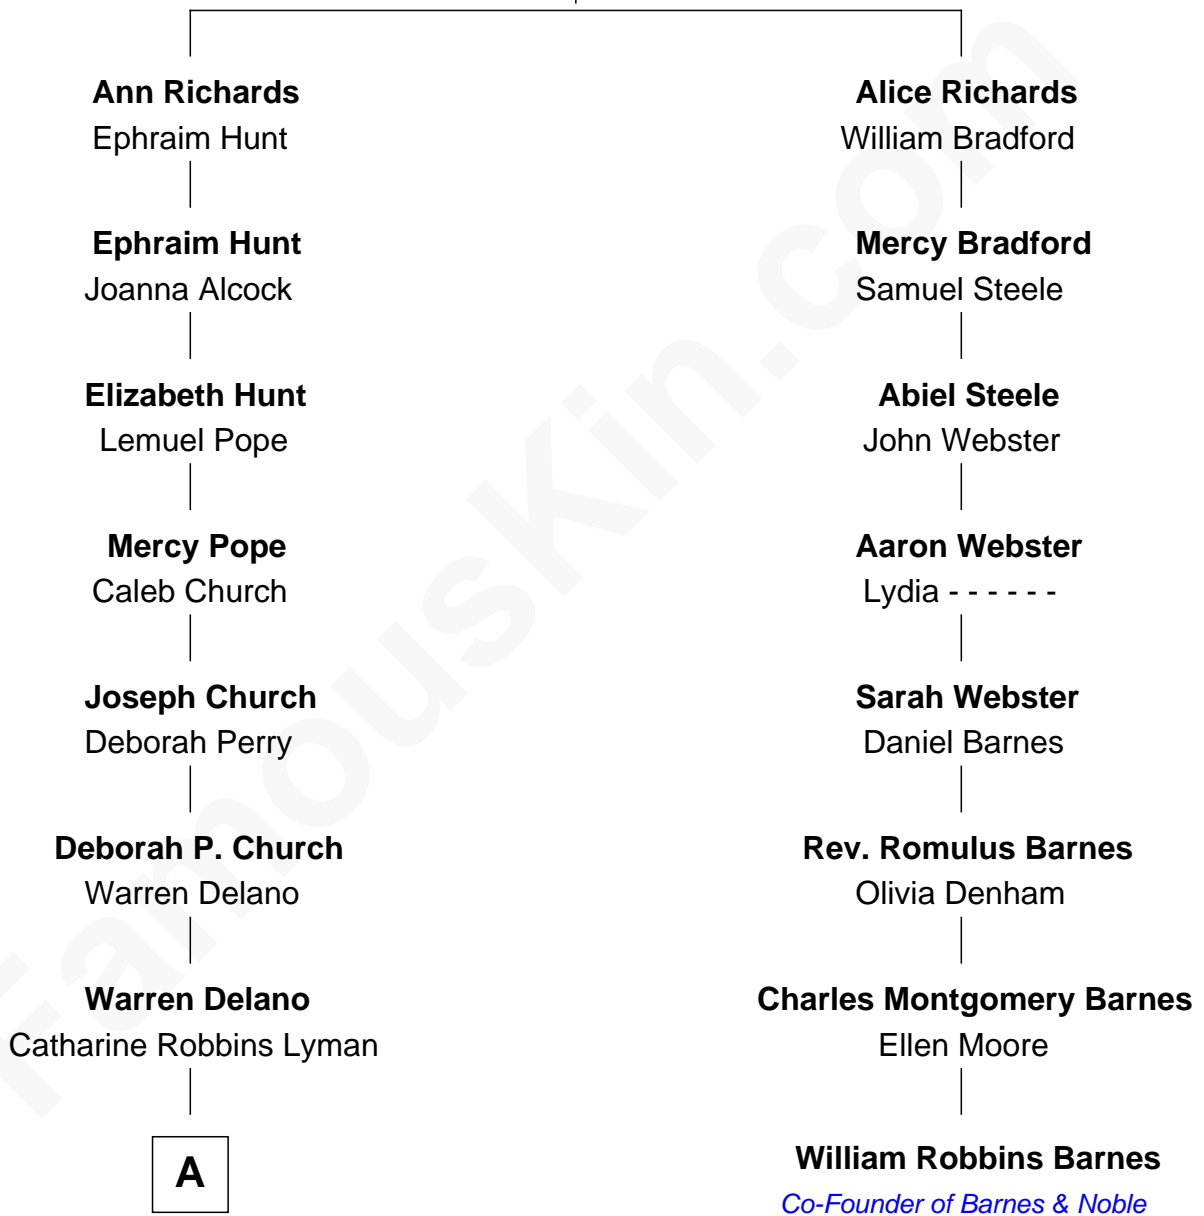 Ann Richards
Ephraim Hunt
Ephraim Hunt
Joanna Alcock
Elizabeth Hunt
Lemuel Pope
Mercy Pope
Caleb Church
Joseph Church
Deborah Perry
Deborah P. Church
Warren Delano
Warren Delano
Catharine Robbins Lyman
A
Alice Richards
William Bradford
Mercy Bradford
Samuel Steele
Abiel Steele
John Webster
Aaron Webster
Lydia - - - - - -
Sarah Webster
Daniel Barnes
Rev. Romulus Barnes
Olivia Denham
Charles Montgomery Barnes
Ellen Moore
William Robbins Barnes
Co-Founder of Barnes & Noble
FamousKin.com